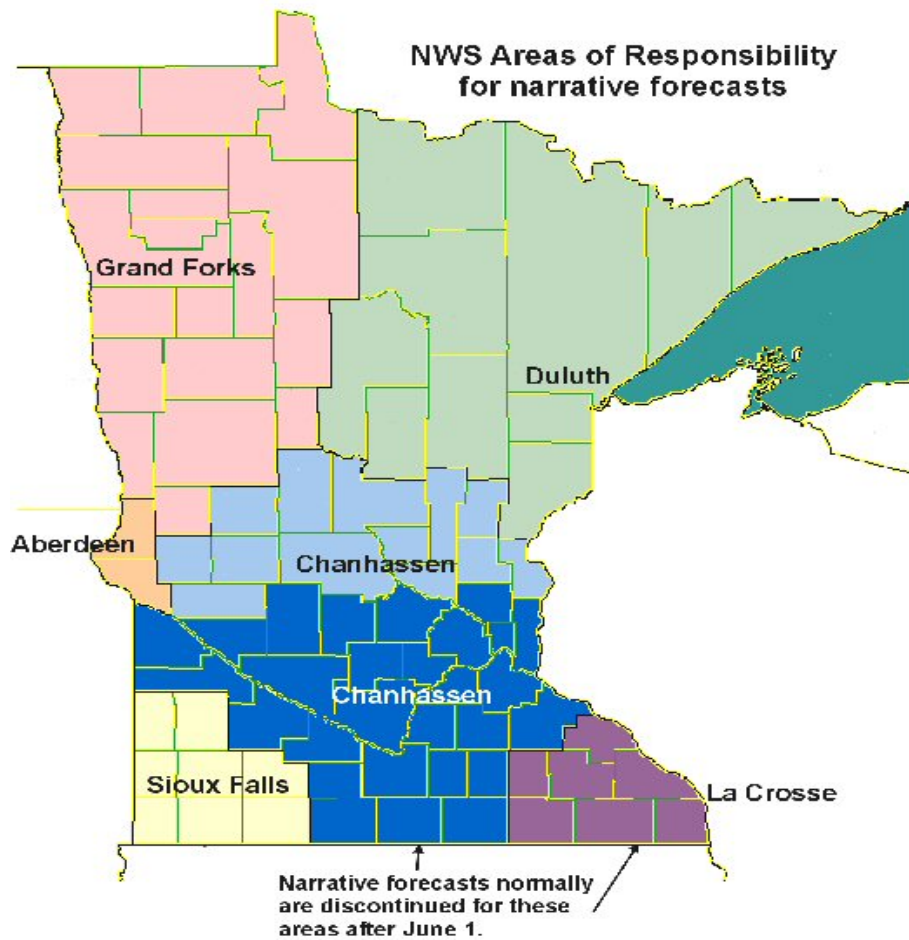 NWS Areas of Responsibility
for narrative forecasts
Grand Forks
Duluth
Aberdeen
Chanhassen
Chanhassen
Sioux Falls
La Crosse
Narrative forecasts normally
are discontinued for these
areas after June 1.